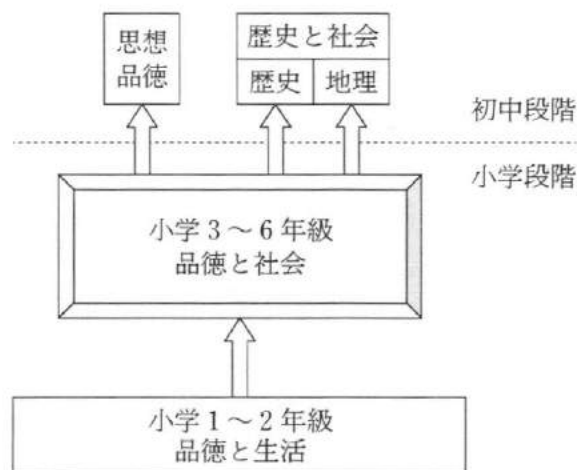 思想
品徳
歴史と社会
歴史
地理
初中段階
小学段階
小学 3 ～ 6 年級
品徳と社会
小学 1 ～ 2 年級
品徳と生活